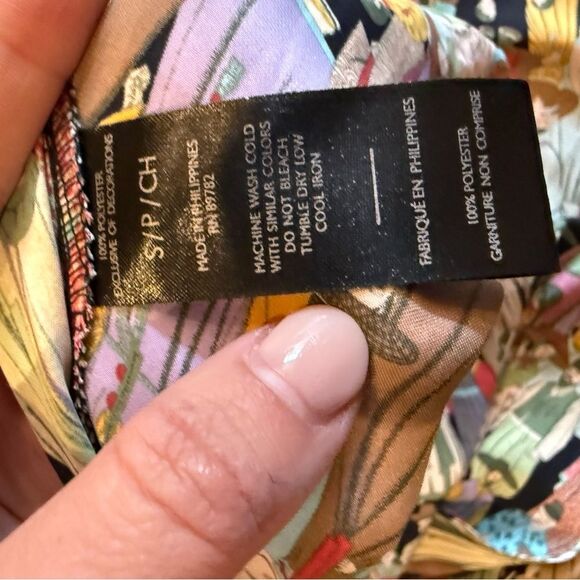 100% POLYESTER
EXCLUSIVE OF DECORATIONS
S/P/CH
MADE IN PHILIPPINES
RN 89782
MACHINE WASH COLD
WITH SIMILAR COLORS
DO NOT BLEACH
TUMBLE DRY LOW
COOL IRON
FABRIQUÉ EN PHILIPPINES
100% POLYESTER
GARNITURE NON COMPRISE